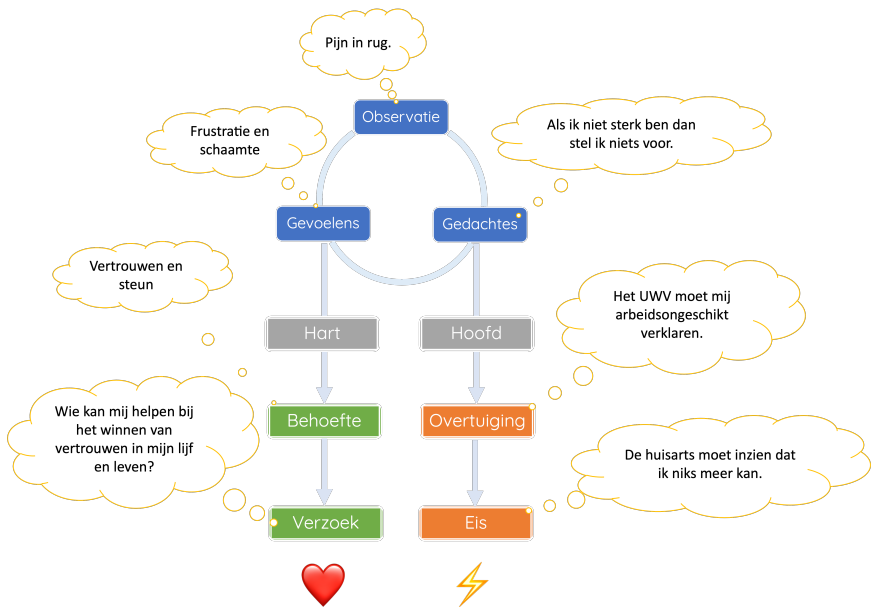 Pijn in rug.
Observatie
Frustratie en
schaamte
Als ik niet sterk ben dan
stel ik niets voor.
Gevoelens
Gedachtes
Vertrouwen en
steun
Het UWV moet mij
arbeidsongeschikt
verklaren.
Hart
Hoofd
Wie kan mij helpen bij
het winnen van
vertrouwen in mijn lijf
en leven?
Behoefte
Overtuiging
De huisarts moet inzien dat
ik niks meer kan.
Verzoek
Eis